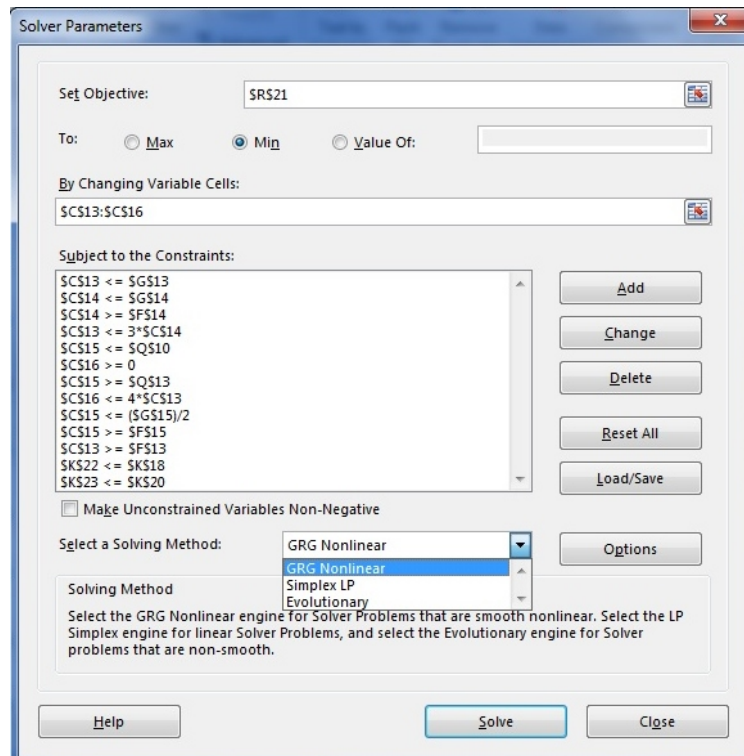 Solver Parameters
Set Objective: $R$21
To: Max Min Value Of:
By Changing Variable Cells:
$C$13:$C$16
Subject to the Constraints:
$C$13 <= $G$13
$C$14 <= $G$14
$C$14 >= $F$14
$C$13 <= 3*$C$14
$C$15 <= $Q$10
$C$16 >= 0
$C$15 >= $Q$13
$C$16 <= 4*$C$13
$C$15 <= ($G$15)/2
$C$15 >= $F$15
$C$13 >= $F$13
$K$22 <= $K$18
$K$23 <= $K$20
Add
Change
Delete
Reset All
Load/Save
Make Unconstrained Variables Non-Negative
Select a Solving Method: GRG Nonlinear Options
GRG Nonlinear
Simplex LP
Evolutionary
Solving Method
Select the GRG Nonlinear engine for Solver Problems that are smooth nonlinear. Select the LP
Simplex engine for linear Solver Problems, and select the Evolutionary engine for Solver
problems that are non-smooth.
Help Solve Close